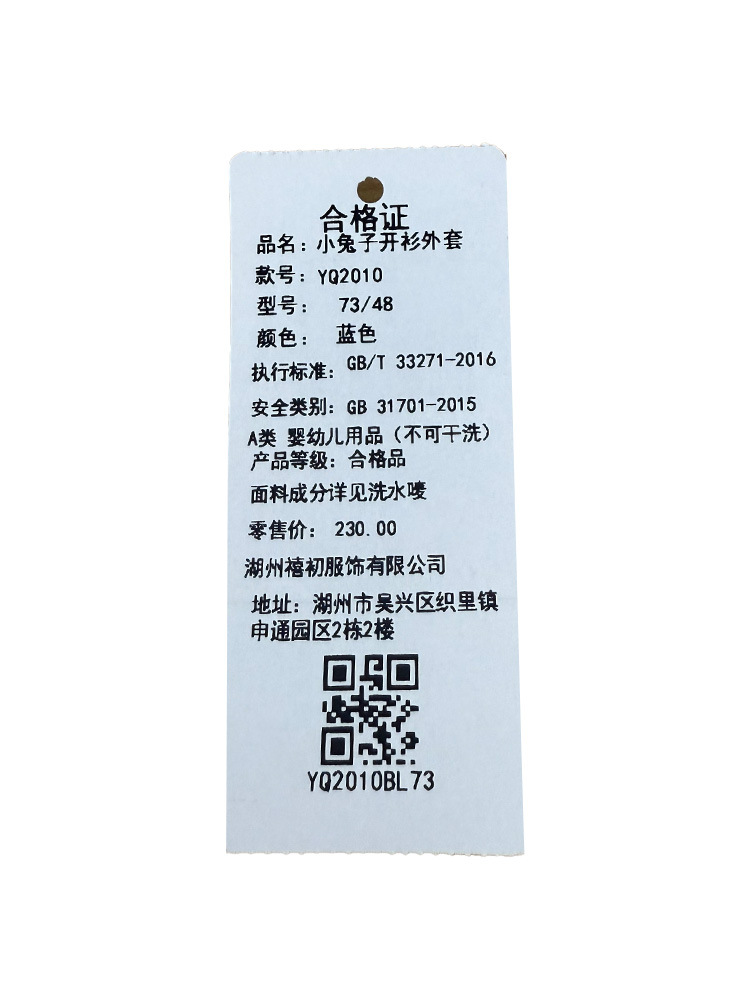 合格证
品名：小兔子开衫外套
款号：YQ2010
型号： 73/48
颜色： 蓝色
执行标准：GB/T 33271-2016
安全类别：GB 31701-2015
A类 婴幼儿用品（不可干洗）
产品等级：合格品
面料成分详见洗水唛
零售价： 230.00
湖州禧初服饰有限公司
地址：湖州市吴兴区织里镇
申通园区2栋2楼
YQ2010BL73